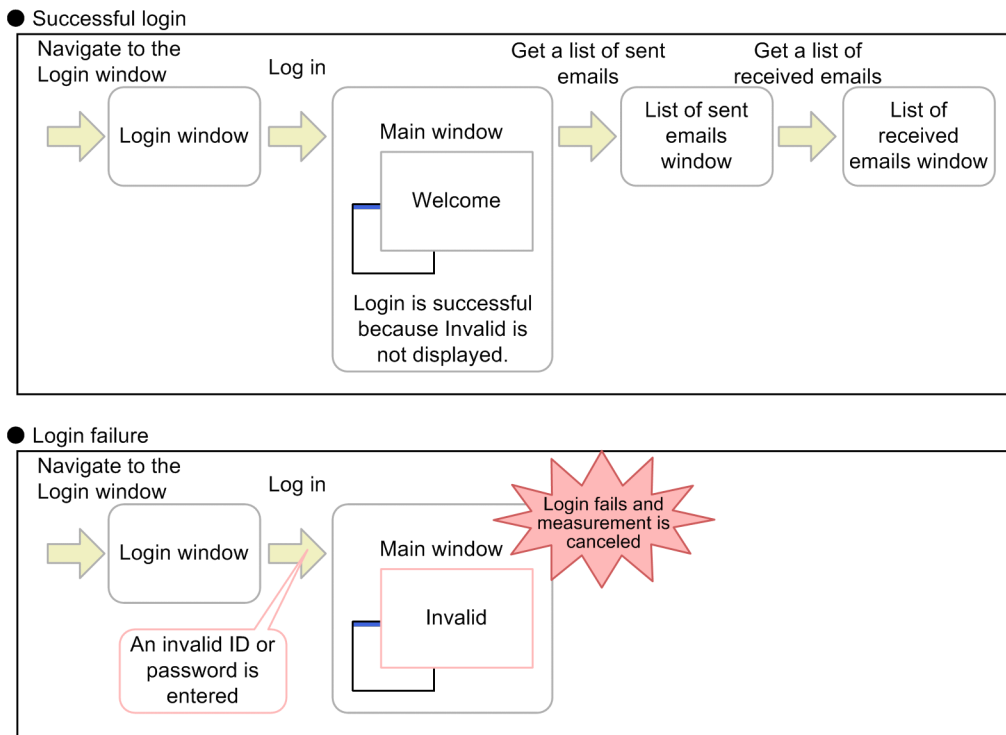 ● Successful login
Navigate to the
Login window
Log in
Get a list of sent
emails
Get a list of
received emails
Login window
Main window
Welcome
Login is successful
because Invalid is
not displayed.
List of sent
emails
window
List of
received
emails window
● Login failure
Navigate to the
Login window
Log in
Login window
An invalid ID or
password is
entered
Main window
Invalid
Login fails and
measurement is
canceled